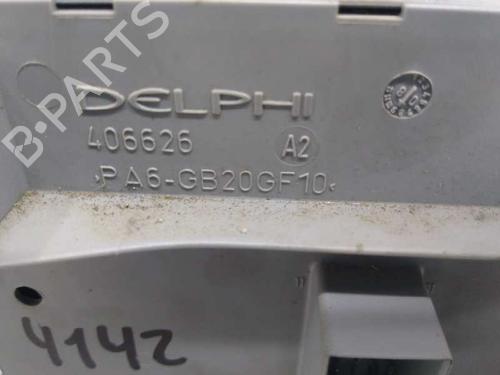 B-PARTS
DELPHI
406626 A2
>PA6-GB20GF10<
4142